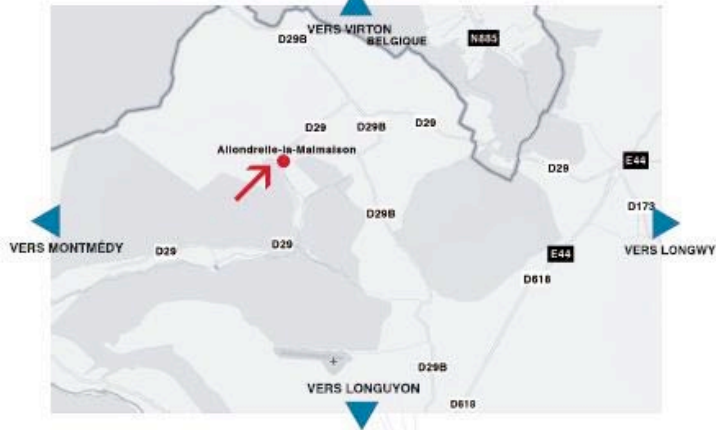 VERS VIRTON
D29B
BELGIQUE
N885
D29
D29B
D29
Allondrelle-la-Malmaison
D29
E44
D29B
D173
VERS MONTMÉDY
D29
D29
E44
VERS LONGWY
D618
D29B
VERS LONGUYON
D618